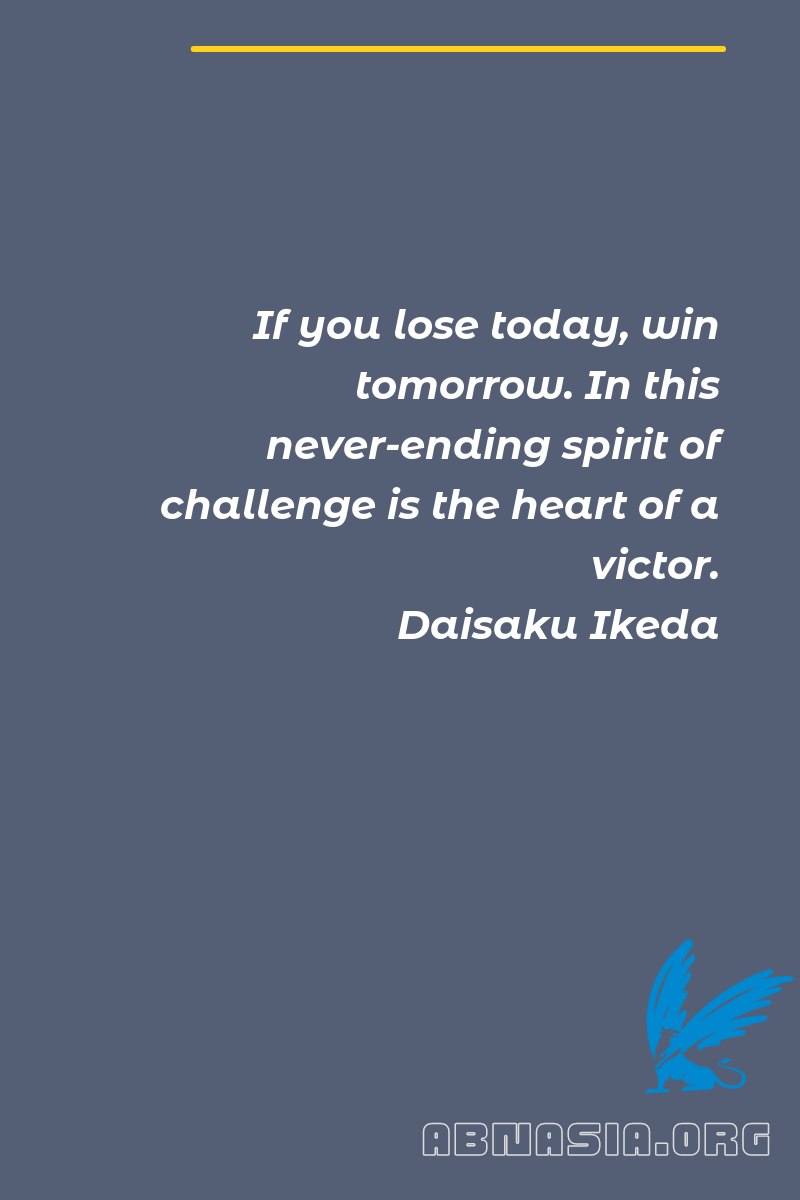 If you lose today, win
tomorrow. In this
never-ending spirit of
challenge is the heart of a
victor.
Daisaku Ikeda
ABNASIA.ORG